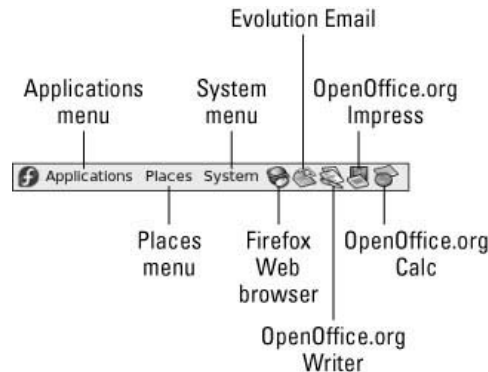 Evolution Email
Applications
menu
System
menu
OpenOffice.org
Impress
Applications Places System
Places
menu
Firefox
Web
browser
OpenOffice.org
Calc
OpenOffice.org
Writer